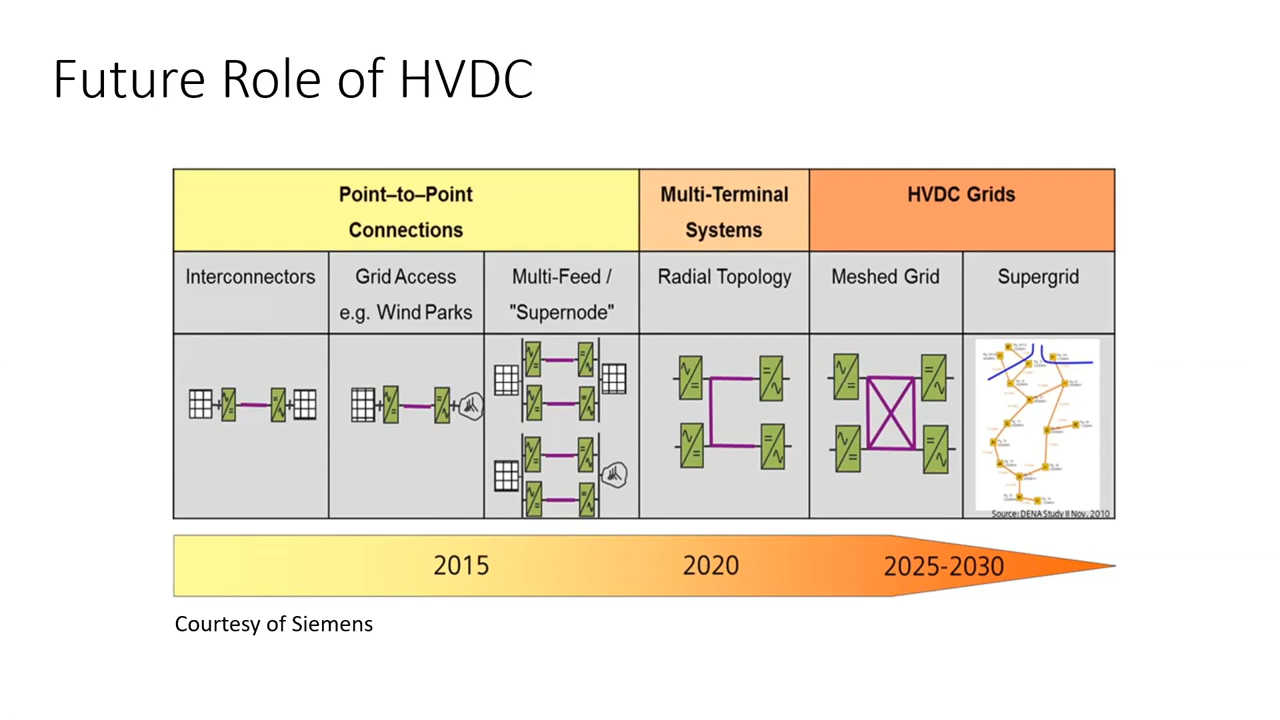 Future Role of HVDC
Point–to–Point
Connections
Multi-Terminal
Systems
HVDC Grids
Interconnectors
Grid Access
e.g. Wind Parks
Multi-Feed /
"Supernode"
Radial Topology
Meshed Grid
Supergrid
Source: DENA Study II Nov. 2010
2015
2020
2025-2030
Courtesy of Siemens